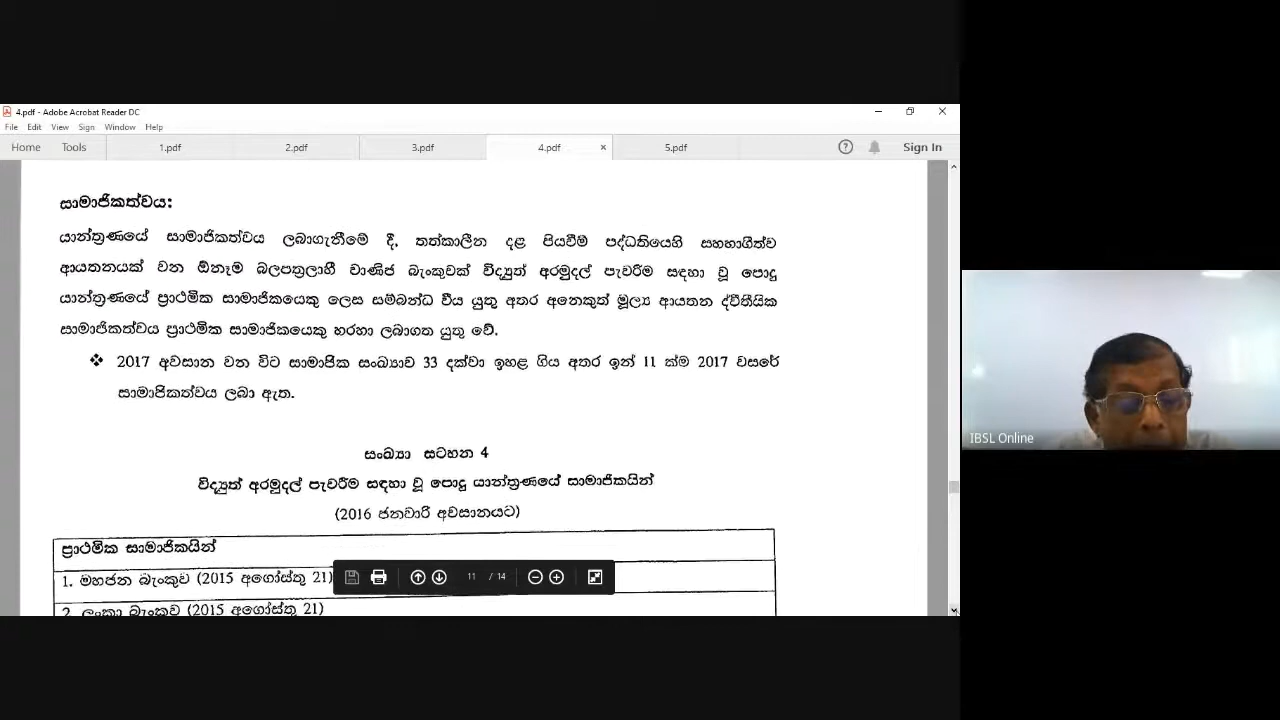 4.pdf - Adobe Acrobat Reader DC
File Edit View Sign Window Help
Home Tools 1.pdf 2.pdf 3.pdf 4.pdf × 5.pdf Sign In
සාමාජිකත්වය:
යාන්ත්‍රණයේ සාමාජිකත්වය ලබාගැනීමේ දී, තත්කාලීන දළ පියවීම් පද්ධතියෙහි සහභාගීත්ව
ආයතනයක් වන ඕනෑම බලපත්‍රලාභී වාණිජ බැංකුවක් විද්‍යුත් අරමුදල් පැවරීම සඳහා වූ පොදු
යාන්ත්‍රණයේ ප්‍රාථමික සාමාජිකයෙකු ලෙස සම්බන්ධ විය යුතු අතර අනෙකුත් මූල්‍ය ආයතන ද්විතීයික
සාමාජිකත්වය ප්‍රාථමික සාමාජිකයෙකු හරහා ලබාගත යුතු වේ.
❖ 2017 අවසාන වන විට සාමාජික සංඛ්‍යාව 33 දක්වා ඉහළ ගිය අතර ඉන් 11 ක්ම 2017 වසරේ
සාමාජිකත්වය ලබා ඇත.
සංඛ්‍යා සටහන 4
විද්‍යුත් අරමුදල් පැවරීම සඳහා වූ පොදු යාන්ත්‍රණයේ සාමාජිකයින්
(2016 ජනවාරි අවසානයට)
ප්‍රාථමික සාමාජිකයින්
1. මහජන බැංකුව (2015 අගෝස්තු 21)
11 / 14
2. ලංකා බැංකුව (2015 අගෝස්තු 21)
IBSL Online